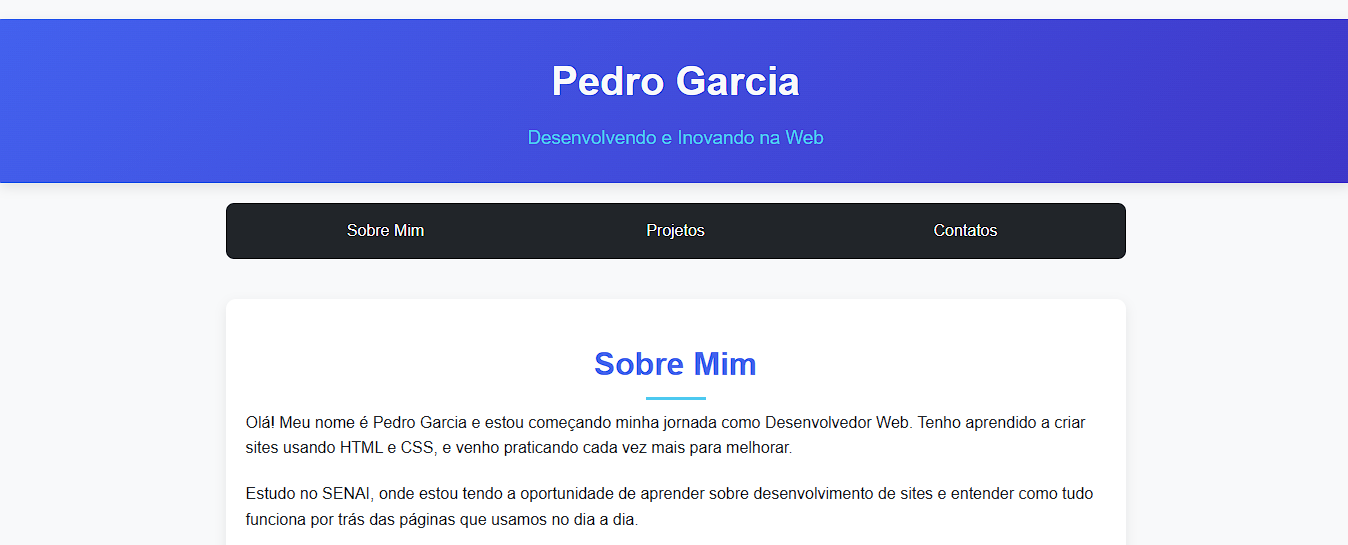 Pedro Garcia
Desenvolvendo e Inovando na Web
Sobre Mim
Projetos
Contatos
Sobre Mim
Olá! Meu nome é Pedro Garcia e estou começando minha jornada como Desenvolvedor Web. Tenho aprendido a criar
sites usando HTML e CSS, e venho praticando cada vez mais para melhorar.
Estudo no SENAI, onde estou tendo a oportunidade de aprender sobre desenvolvimento de sites e entender como tudo
funciona por trás das páginas que usamos no dia a dia.